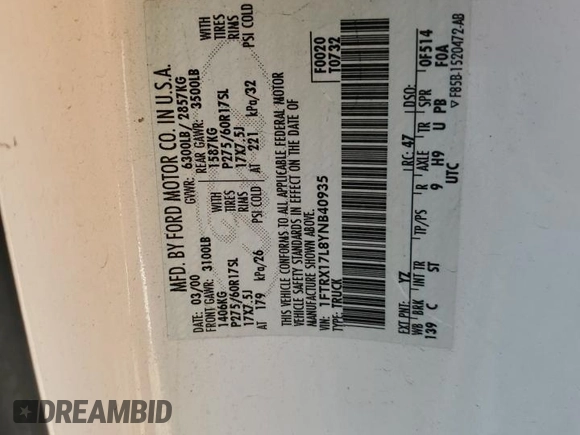 MFD. BY FORD MOTOR CO. IN U.S.A.
DATE: 03/00 GVWR: 6300LB/ 2857KG
FRONT GAWR: 3100LB REAR GAWR: 3500LB
1406KG WITH 1587KG WITH
P275/60R17SL TIRES P275/60R17SL TIRES
17X7.5J RIMS 17X7.5J RIMS
AT 179 kPa/26 PSI COLD AT 221 kPa/32 PSI COLD
THIS VEHICLE CONFORMS TO ALL APPLICABLE FEDERAL MOTOR
VEHICLE SAFETY STANDARDS IN EFFECT ON THE DATE OF
MANUFACTURE SHOWN ABOVE.
VIN: 1FTRX17L8YNB40935
TYPE: TRUCK
F0020
T0732
EXT PNT: YZ RC: 47 DSO:
WB BRK INT TR TP/PS R AXLE TR SPR 0F514
139 C ST 9 H9 U PB F0A
UTC ▽ F85B-1520472-AB
DREAMBID